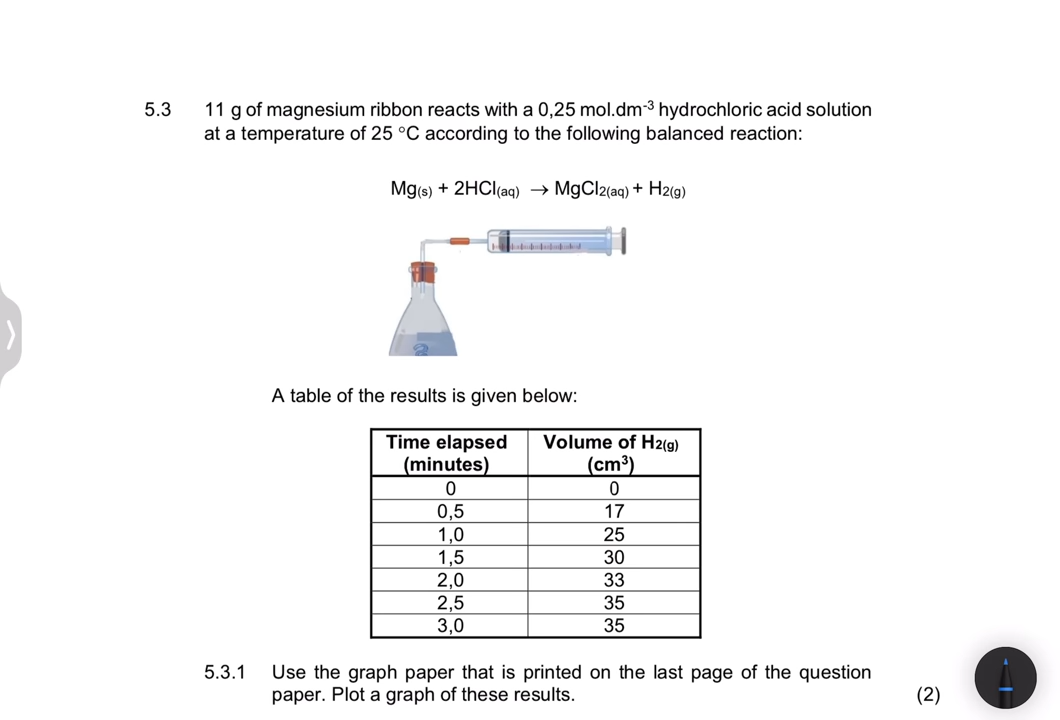 5.3 11 g of magnesium ribbon reacts with a 0,25 mol.dm⁻³ hydrochloric acid solution
at a temperature of 25 °C according to the following balanced reaction:
Mg(s) + 2HCl(aq) → MgCl2(aq) + H2(g)
A table of the results is given below:
Time elapsed (minutes) Volume of H2(g) (cm³)
0 0
0,5 17
1,0 25
1,5 30
2,0 33
2,5 35
3,0 35
5.3.1 Use the graph paper that is printed on the last page of the question
paper. Plot a graph of these results. (2)